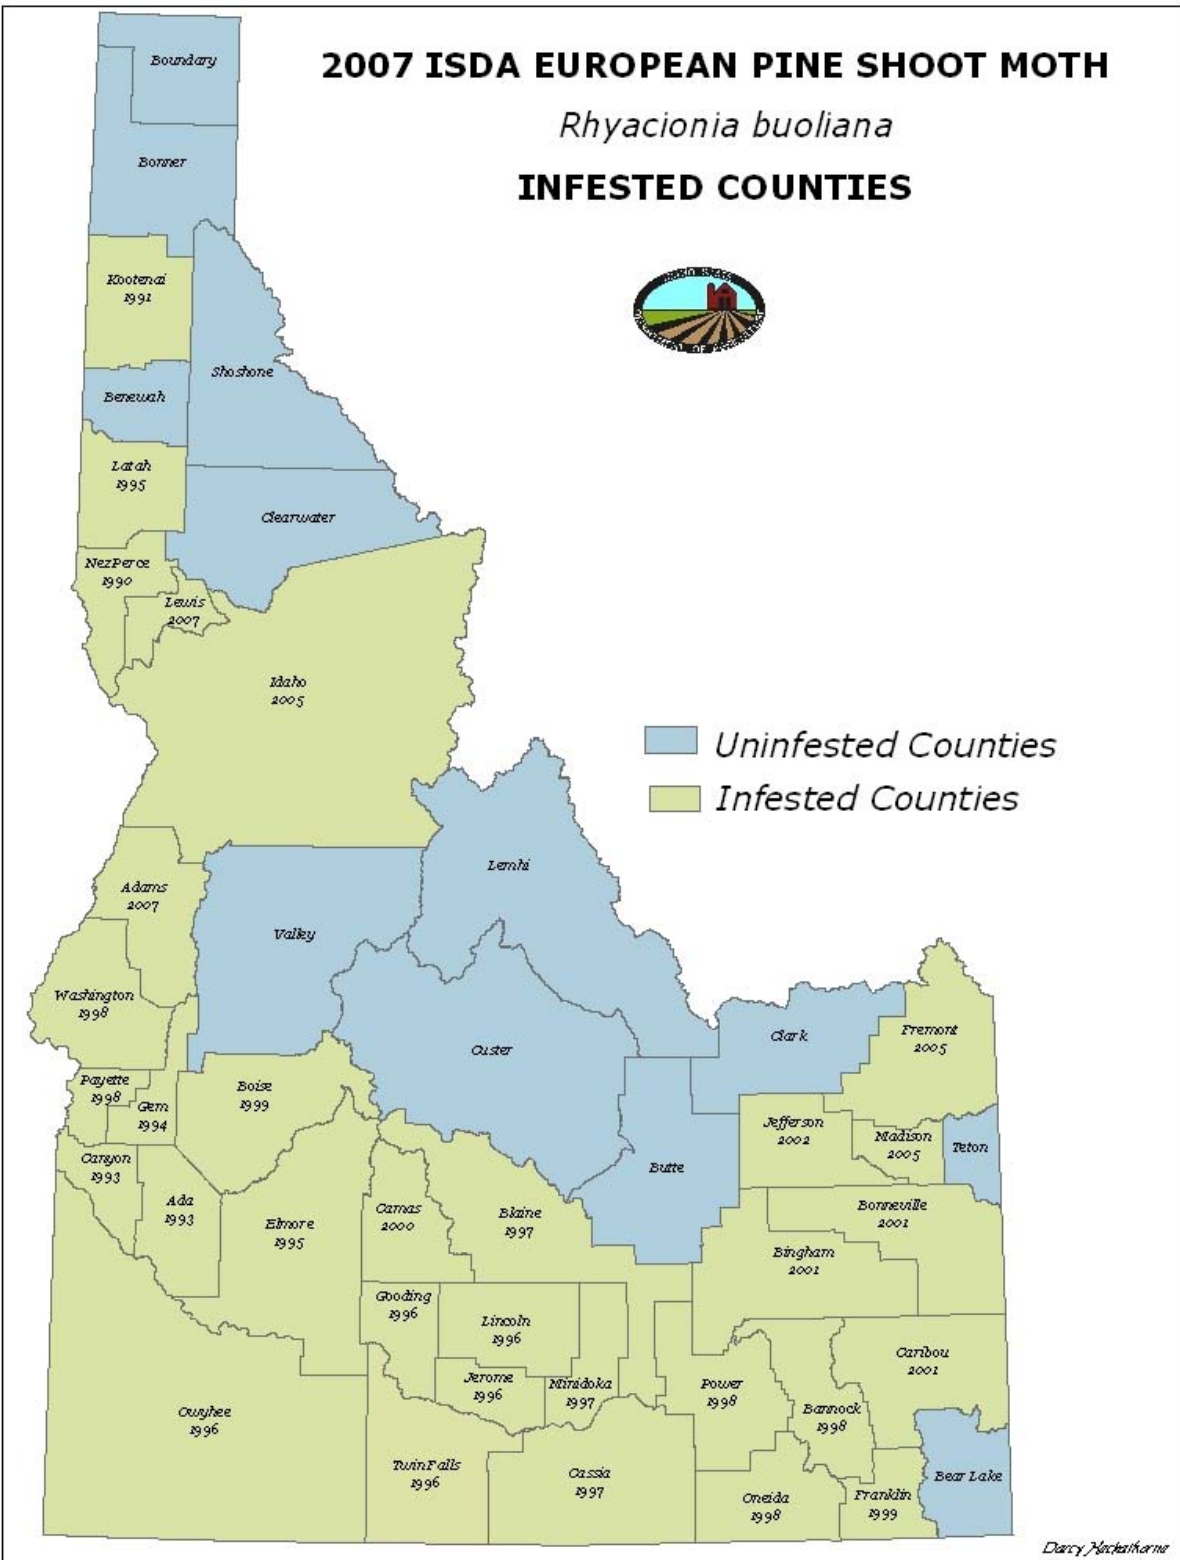 2007 ISDA EUROPEAN PINE SHOOT MOTH
Rhyacionia buoliana
INFESTED COUNTIES
Boundary
Bonner
Kootenai
1991
Shoshone
Benewah
Latah
1995
Clearwater
NezPerce
1990
Lewis
2007
Idaho
2005
Uninfested Counties
Infested Counties
Lemhi
Adams
2007
Valley
Washington
1998
Custer
Clark
Fremont
2005
Payette
1998
Gem
1994
Boise
1999
Jefferson
2002
Madison
2005
Teton
Canyon
1993
Ada
1993
Elmore
1995
Camas
2000
Blaine
1997
Butte
Bonneville
2001
Bingham
2001
Gooding
1996
Lincoln
1996
Jerome
1996
Minidoka
1997
Power
1998
Bannock
1998
Caribou
2001
Owyhee
1996
TwinFalls
1996
Cassia
1997
Oneida
1998
Franklin
1999
Bear Lake
Darcy Hackathorne